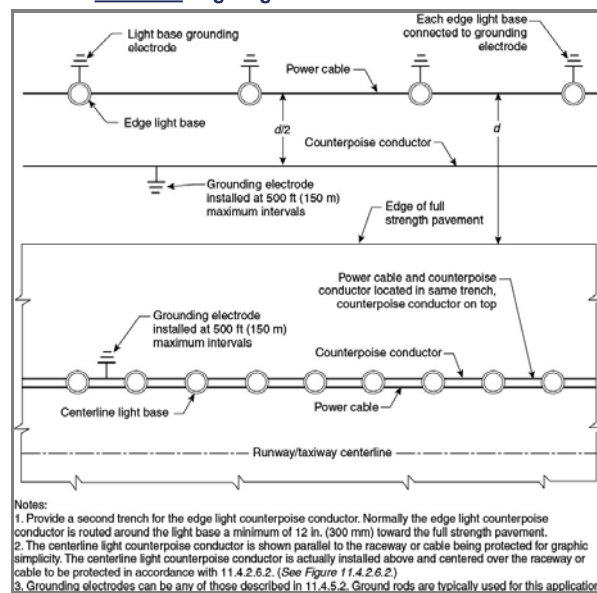 Light base grounding
electrode
Each edge light base
connected to grounding
electrode
Power cable
Edge light base
d/2
d
Counterpoise conductor
Grounding electrode
installed at 500 ft (150 m)
maximum intervals
Edge of full
strength pavement
Power cable and counterpoise
conductor located in same trench,
counterpoise conductor on top
Grounding electrode
installed at 500 ft (150 m)
maximum intervals
Counterpoise conductor
Centerline light base
Power cable
Runway/taxiway centerline
Notes:
1. Provide a second trench for the edge light counterpoise conductor. Normally the edge light counterpoise
conductor is routed around the light base a minimum of 12 in. (300 mm) toward the full strength pavement.
2. The centerline light counterpoise conductor is shown parallel to the raceway or cable being protected for graphic
simplicity. The centerline light counterpoise conductor is actually installed above and centered over the raceway or
cable to be protected in accordance with 11.4.2.6.2. (See Figure 11.4.2.6.2.)
3. Grounding electrodes can be any of those described in 11.4.5.2. Ground rods are typically used for this application